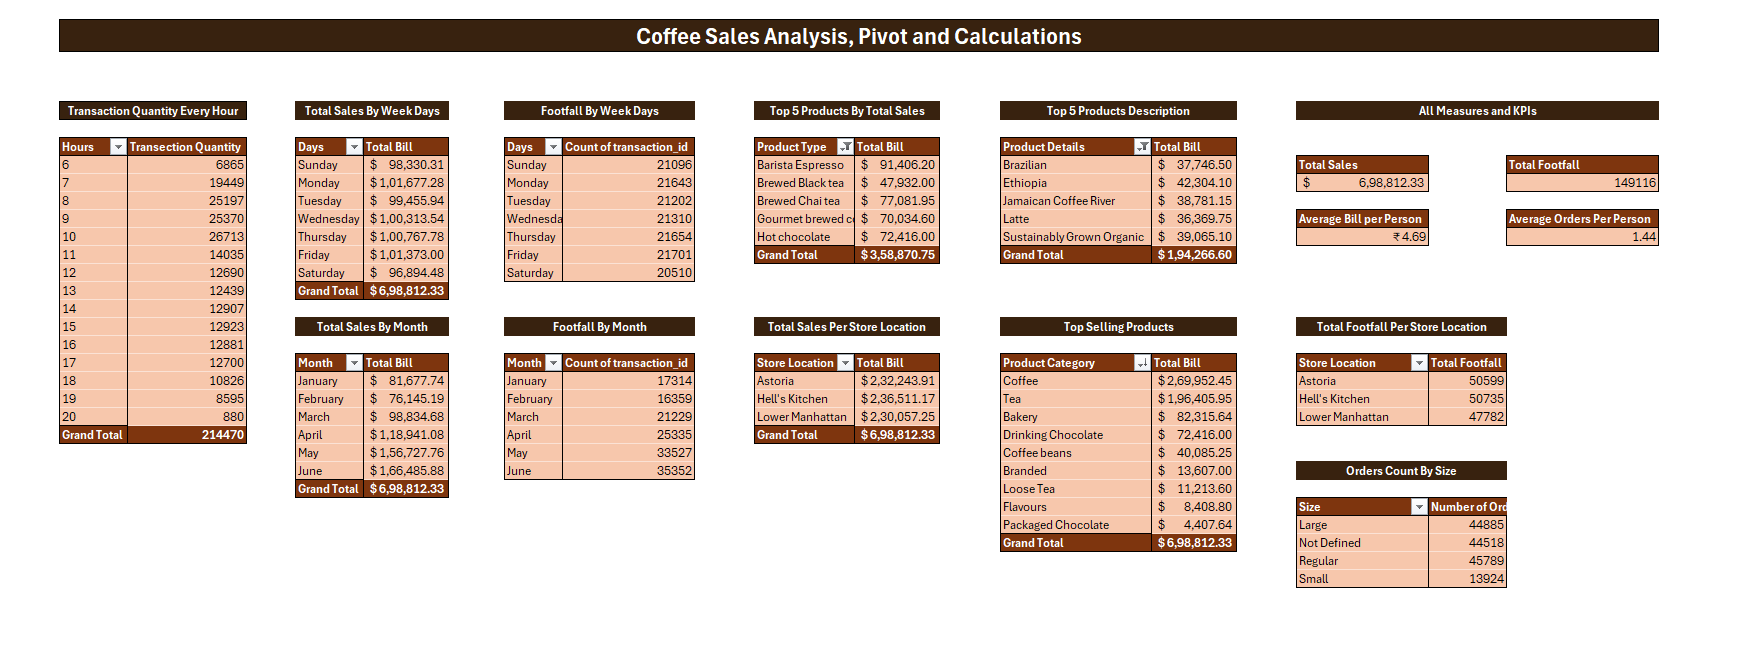 Coffee Sales Analysis, Pivot and Calculations
Transaction Quantity Every Hour
Hours Transection Quantity
6 6865
7 19449
8 25197
9 25370
10 26713
11 14035
12 12690
13 12439
14 12907
15 12923
16 12881
17 12700
18 10826
19 8595
20 880
Grand Total 214470
Total Sales By Week Days
Days Total Bill
Sunday $ 98,330.31
Monday $ 1,01,677.28
Tuesday $ 99,455.94
Wednesday $ 1,00,313.54
Thursday $ 1,00,767.78
Friday $ 1,01,373.00
Saturday $ 96,894.48
Grand Total $ 6,98,812.33
Total Sales By Month
Month Total Bill
January $ 81,677.74
February $ 76,145.19
March $ 98,834.68
April $ 1,18,941.08
May $ 1,56,727.76
June $ 1,66,485.88
Grand Total $ 6,98,812.33
Footfall By Week Days
Days Count of transaction_id
Sunday 21096
Monday 21643
Tuesday 21202
Wednesda 21310
Thursday 21654
Friday 21701
Saturday 20510
Footfall By Month
Month Count of transaction_id
January 17314
February 16359
March 21229
April 25335
May 33527
June 35352
Top 5 Products By Total Sales
Product Type Total Bill
Barista Espresso $ 91,406.20
Brewed Black tea $ 47,932.00
Brewed Chai tea $ 77,081.95
Gourmet brewed c $ 70,034.60
Hot chocolate $ 72,416.00
Grand Total $ 3,58,870.75
Total Sales Per Store Location
Store Location Total Bill
Astoria $ 2,32,243.91
Hell's Kitchen $ 2,36,511.17
Lower Manhattan $ 2,30,057.25
Grand Total $ 6,98,812.33
Top 5 Products Description
Product Details Total Bill
Brazilian $ 37,746.50
Ethiopia $ 42,304.10
Jamaican Coffee River $ 38,781.15
Latte $ 36,369.75
Sustainably Grown Organic $ 39,065.10
Grand Total $ 1,94,266.60
Top Selling Products
Product Category Total Bill
Coffee $ 2,69,952.45
Tea $ 1,96,405.95
Bakery $ 82,315.64
Drinking Chocolate $ 72,416.00
Coffee beans $ 40,085.25
Branded $ 13,607.00
Loose Tea $ 11,213.60
Flavours $ 8,408.80
Packaged Chocolate $ 4,407.64
Grand Total $ 6,98,812.33
All Measures and KPIs
Total Sales
$ 6,98,812.33
Total Footfall
149116
Average Bill per Person
₹ 4.69
Average Orders Per Person
1.44
Total Footfall Per Store Location
Store Location Total Footfall
Astoria 50599
Hell's Kitchen 50735
Lower Manhattan 47782
Orders Count By Size
Size Number of Ord
Large 44885
Not Defined 44518
Regular 45789
Small 13924